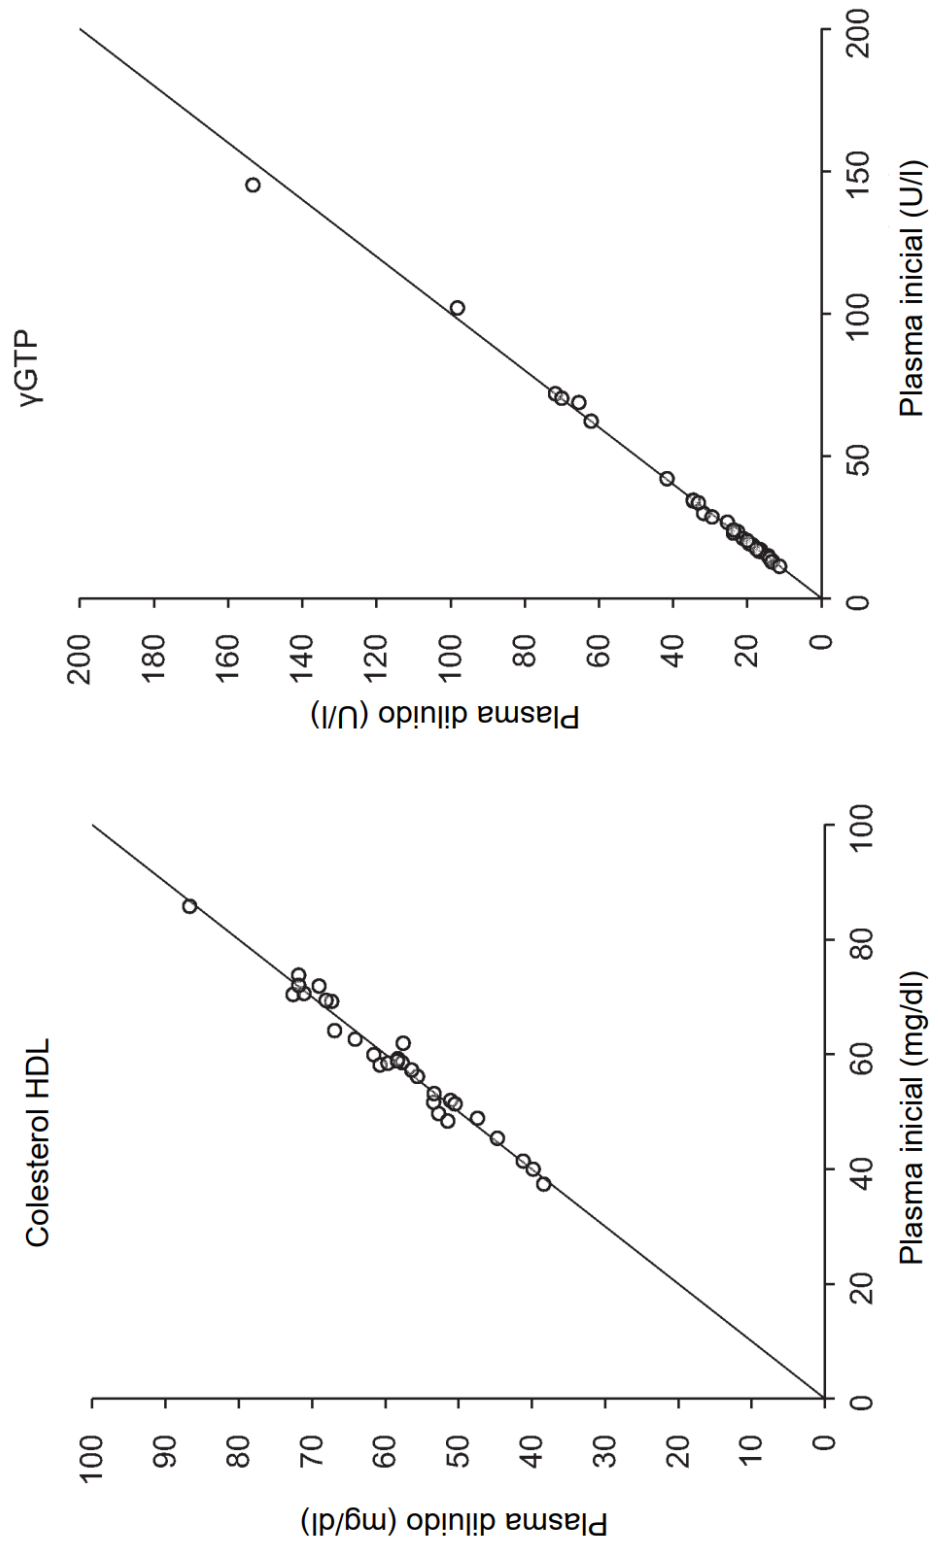 Colesterol HDL
100
90
80
70
60
50
40
30
20
10
0
Plasma diluido (mg/dl)
0 20 40 60 80 100
Plasma inicial (mg/dl)
γGTP
200
180
160
140
120
100
80
60
40
20
0
Plasma diluido (U/l)
0 50 100 150 200
Plasma inicial (U/l)